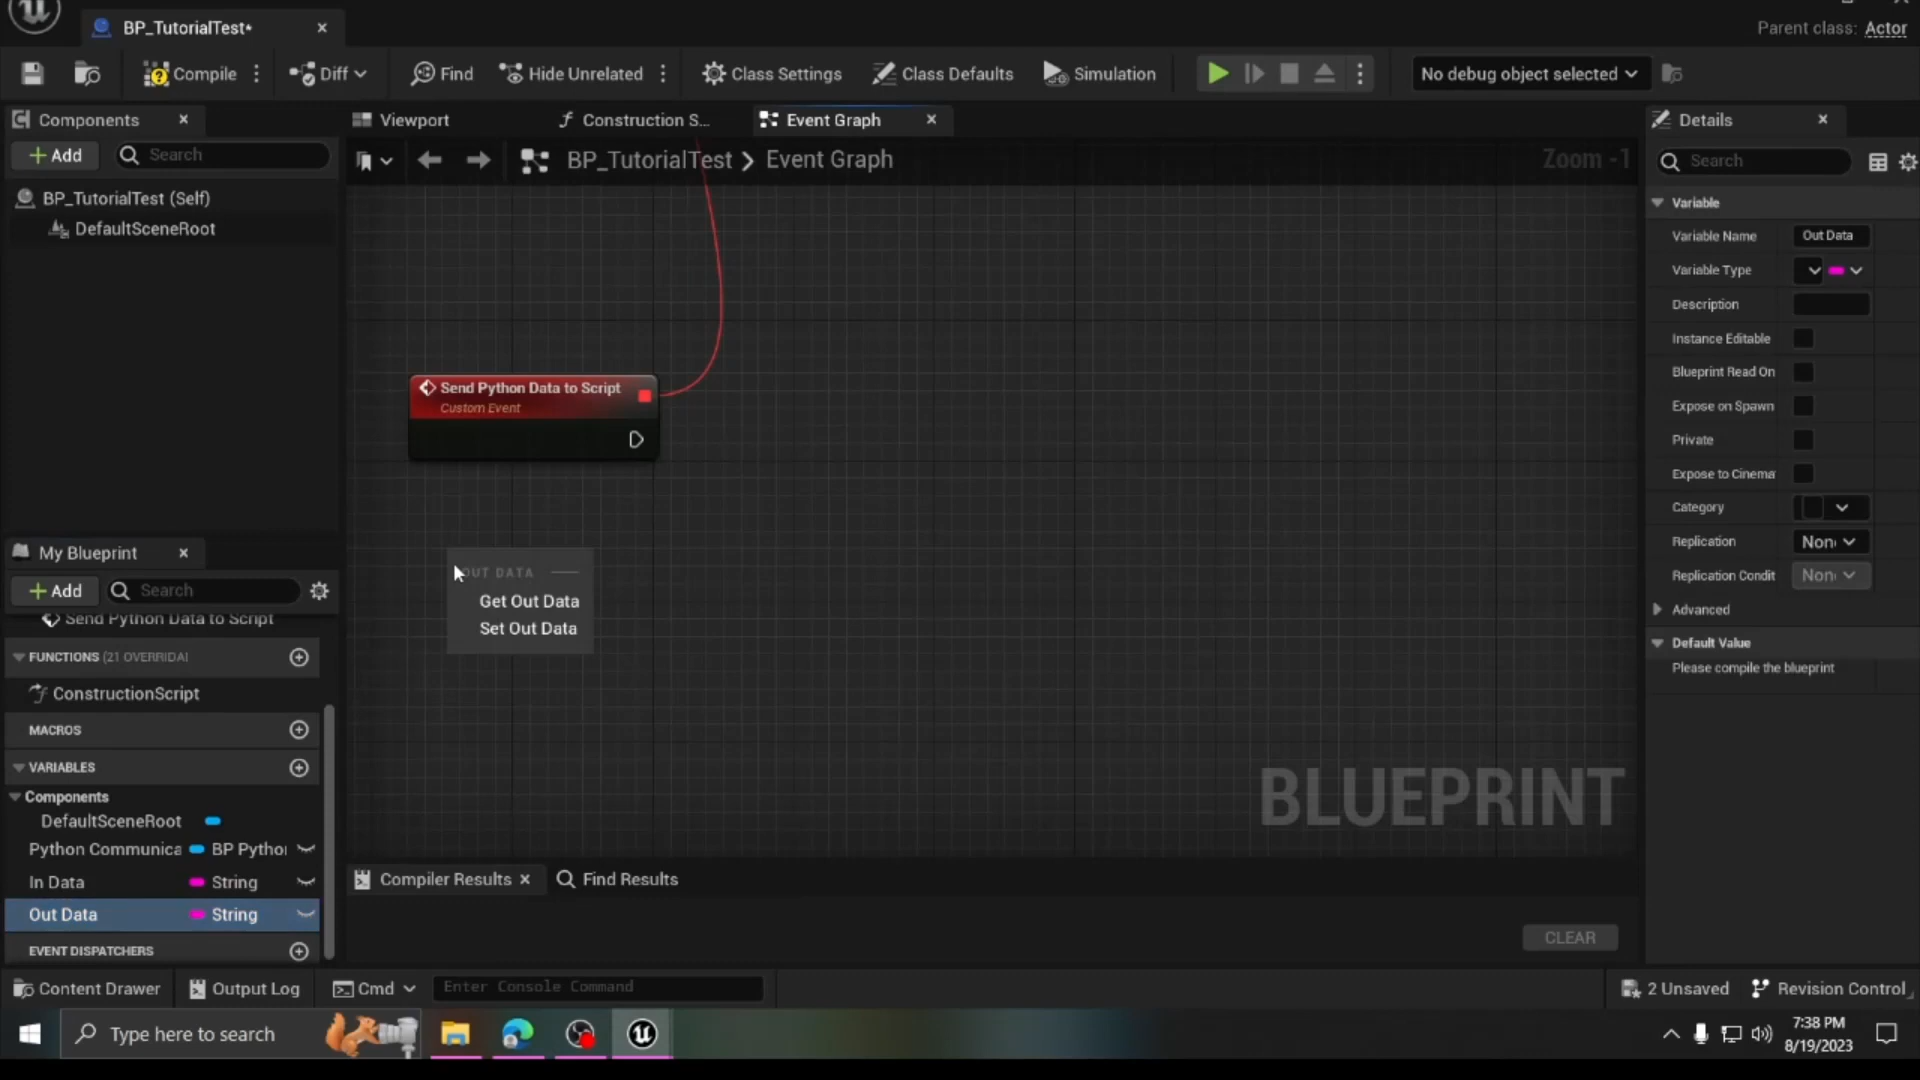 BP_TutorialTest*
Parent class: Actor
Compile
Diff
Find
Hide Unrelated
Class Settings
Class Defaults
Simulation
No debug object selected
Components
Viewport
Construction S...
Event Graph
Details
+ Add
Search
BP_TutorialTest > Event Graph
Zoom -1
Search
BP_TutorialTest (Self)
DefaultSceneRoot
Variable
Variable Name
Out Data
Variable Type
Description
Instance Editable
Blueprint Read On
Expose on Spawn
Private
Expose to Cinema
Category
Replication
Non
Replication Condit
Non
Advanced
Default Value
Please compile the blueprint
Send Python Data to Script
Custom Event
OUT DATA
Get Out Data
Set Out Data
BLUEPRINT
My Blueprint
+ Add
Search
Send Python Data to Script
FUNCTIONS (21 OVERRIDAI
ConstructionScript
MACROS
VARIABLES
Components
DefaultSceneRoot
Python Communica
BP Pytho
In Data
String
Out Data
String
EVENT DISPATCHERS
Compiler Results
Find Results
CLEAR
Content Drawer
Output Log
Cmd
Enter Console Command
2 Unsaved
Revision Control
Type here to search
7:38 PM
8/19/2023